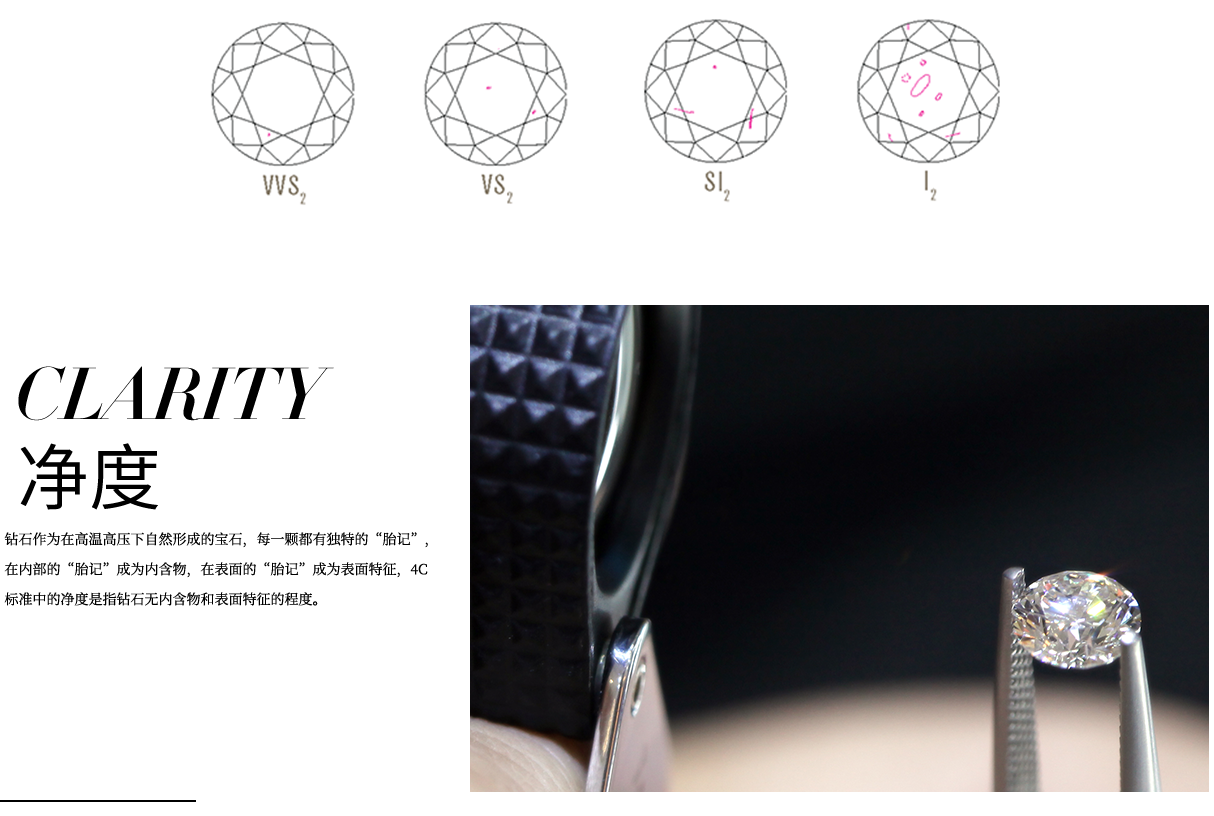 VVS₂
VS₂
SI₂
I₂
CLARITY
净度
钻石作为在高温高压下自然形成的宝石，每一颗都有独特的“胎记”，
在内部的“胎记”成为内含物，在表面的“胎记”成为表面特征，4C
标准中的净度是指钻石无内含物和表面特征的程度。